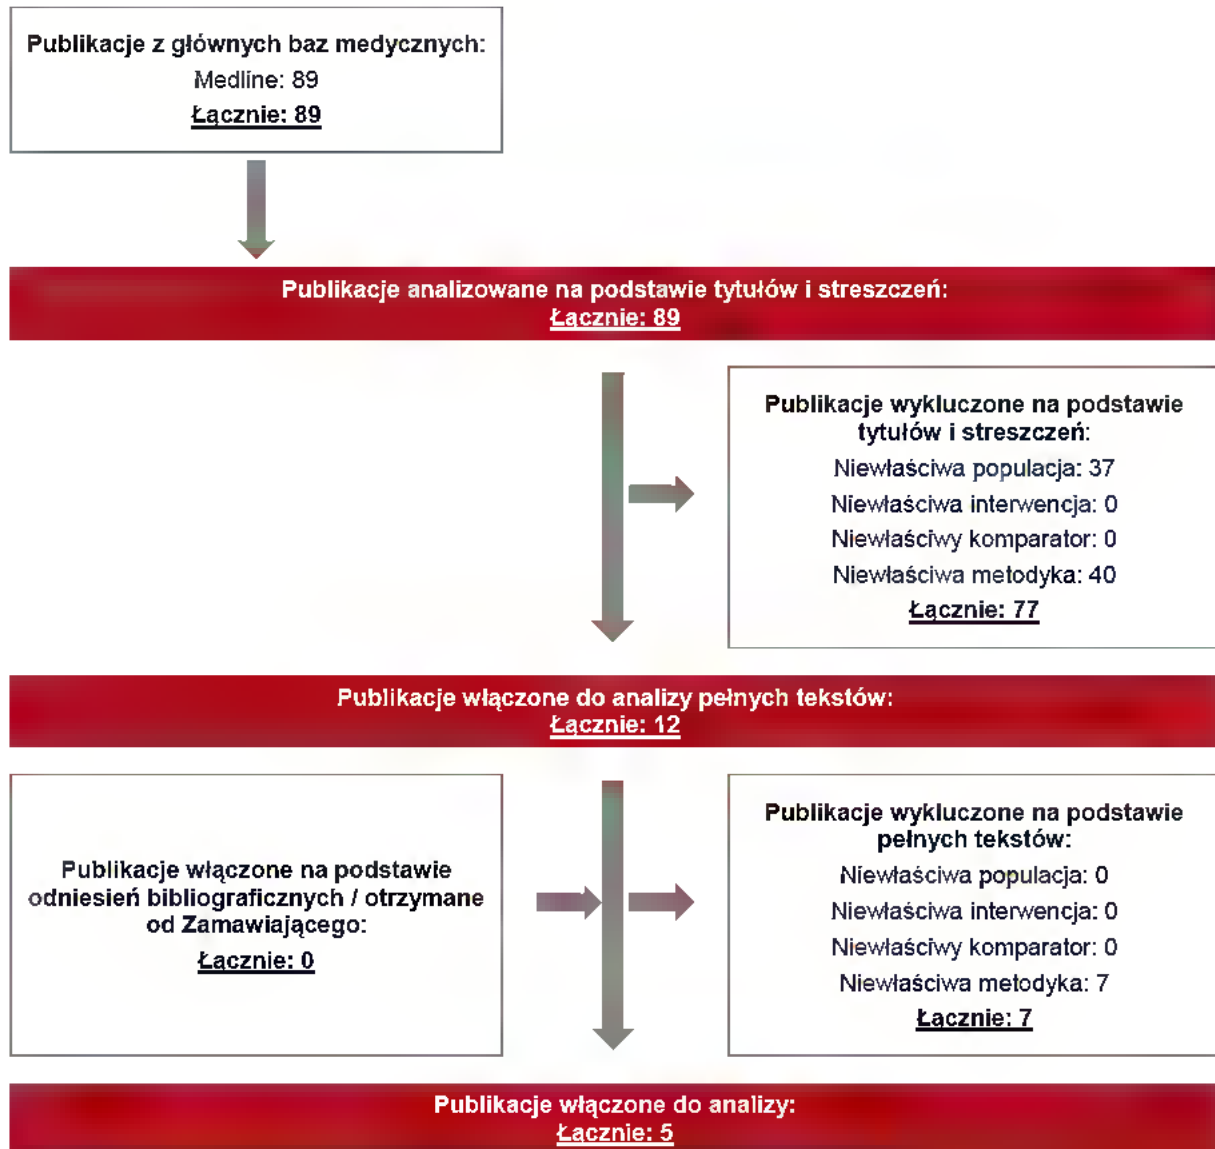 Publikacje z głównych baz medycznych:
Medline: 89
Łącznie: 89
Publikacje analizowane na podstawie tytułów i streszczeń:
Łącznie: 89
Publikacje wykluczone na podstawie
tytułów i streszczeń:
Niewłaściwa populacja: 37
Niewłaściwa interwencja: 0
Niewłaściwy komparator: 0
Niewłaściwa metodyka: 40
Łącznie: 77
Publikacje włączone do analizy pełnych tekstów:
Łącznie: 12
Publikacje włączone na podstawie
odniesień bibliograficznych / otrzymane
od Zamawiającego:
Łącznie: 0
Publikacje wykluczone na podstawie
pełnych tekstów:
Niewłaściwa populacja: 0
Niewłaściwa interwencja: 0
Niewłaściwy komparator: 0
Niewłaściwa metodyka: 7
Łącznie: 7
Publikacje włączone do analizy:
Łącznie: 5